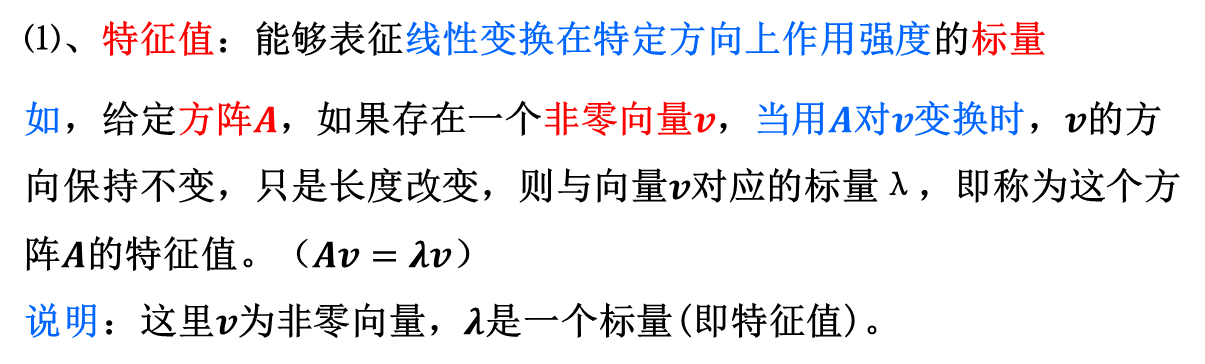 ⑴、特征值：能够表征线性变换在特定方向上作用强度的标量
如，给定方阵A，如果存在一个非零向量v，当用A对v变换时，v的方
向保持不变，只是长度改变，则与向量v对应的标量λ，即称为这个方
阵A的特征值。（Av = λv）
说明：这里v为非零向量，λ是一个标量(即特征值)。